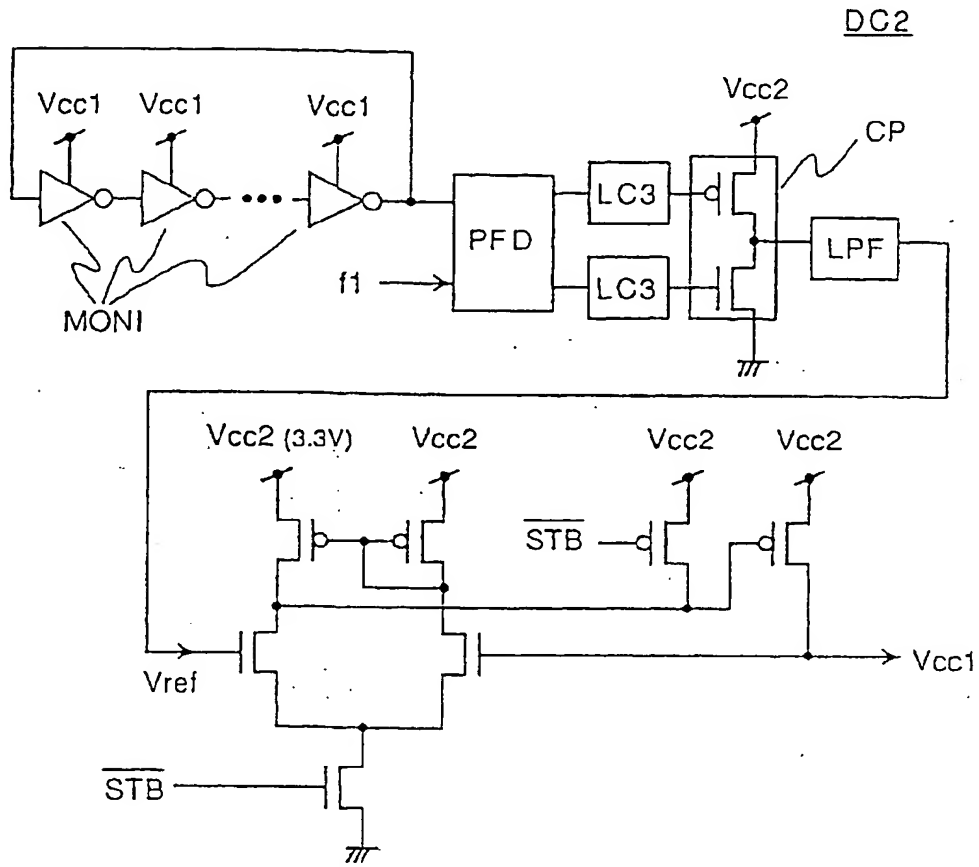 DC2
Vcc1
Vcc1
Vcc1
Vcc2
CP
LC3
PFD
LPF
f1
LC3
MONI
Vcc2 (3.3V)
Vcc2
Vcc2
Vcc2
STB
Vref
Vcc1
STB